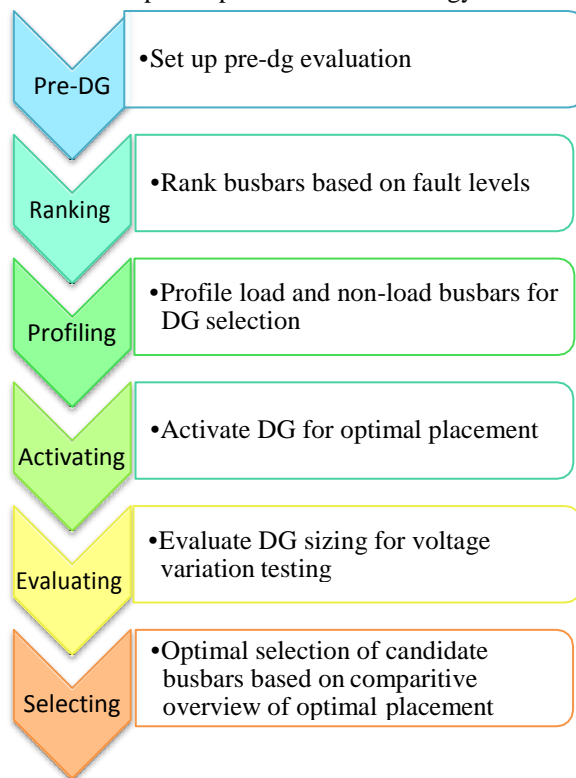 Pre-DG
•Set up pre-dg evaluation
Ranking
•Rank busbars based on fault levels
Profiling
•Profile load and non-load busbars for
DG selection
Activating
•Activate DG for optimal placement
Evaluating
•Evaluate DG sizing for voltage
variation testing
Selecting
•Optimal selection of candidate
busbars based on comparitive
overview of optimal placement